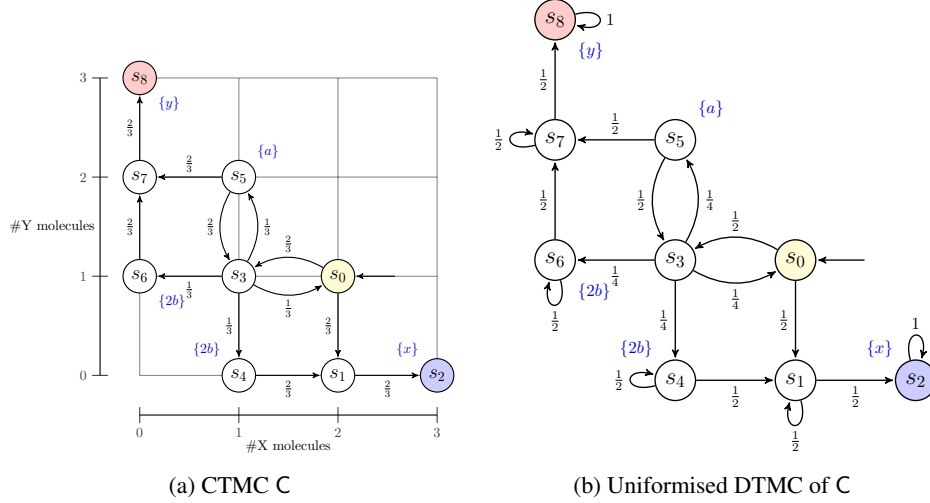 3
2
1
0
#Y molecules
0
1
2
3
#X molecules
s₈
{y}
2/3
s₇
2/3
s₅
{a}
2/3
2/3
1/3
2/3
s₆
{2b}
1/3
s₃
1/3
s₀
1/3
2/3
{2b}
s₄
2/3
s₁
2/3
{x}
s₂
(a) CTMC C
s₈
1
{y}
1/2
s₇
1/2
1/2
s₅
{a}
1/2
1/2
1/4
1/2
s₆
1/2
{2b}
1/4
s₃
1/4
s₀
1/4
1/2
{2b}
s₄
1/2
1/2
s₁
1/2
1/2
{x}
1
s₂
(b) Uniformised DTMC of C